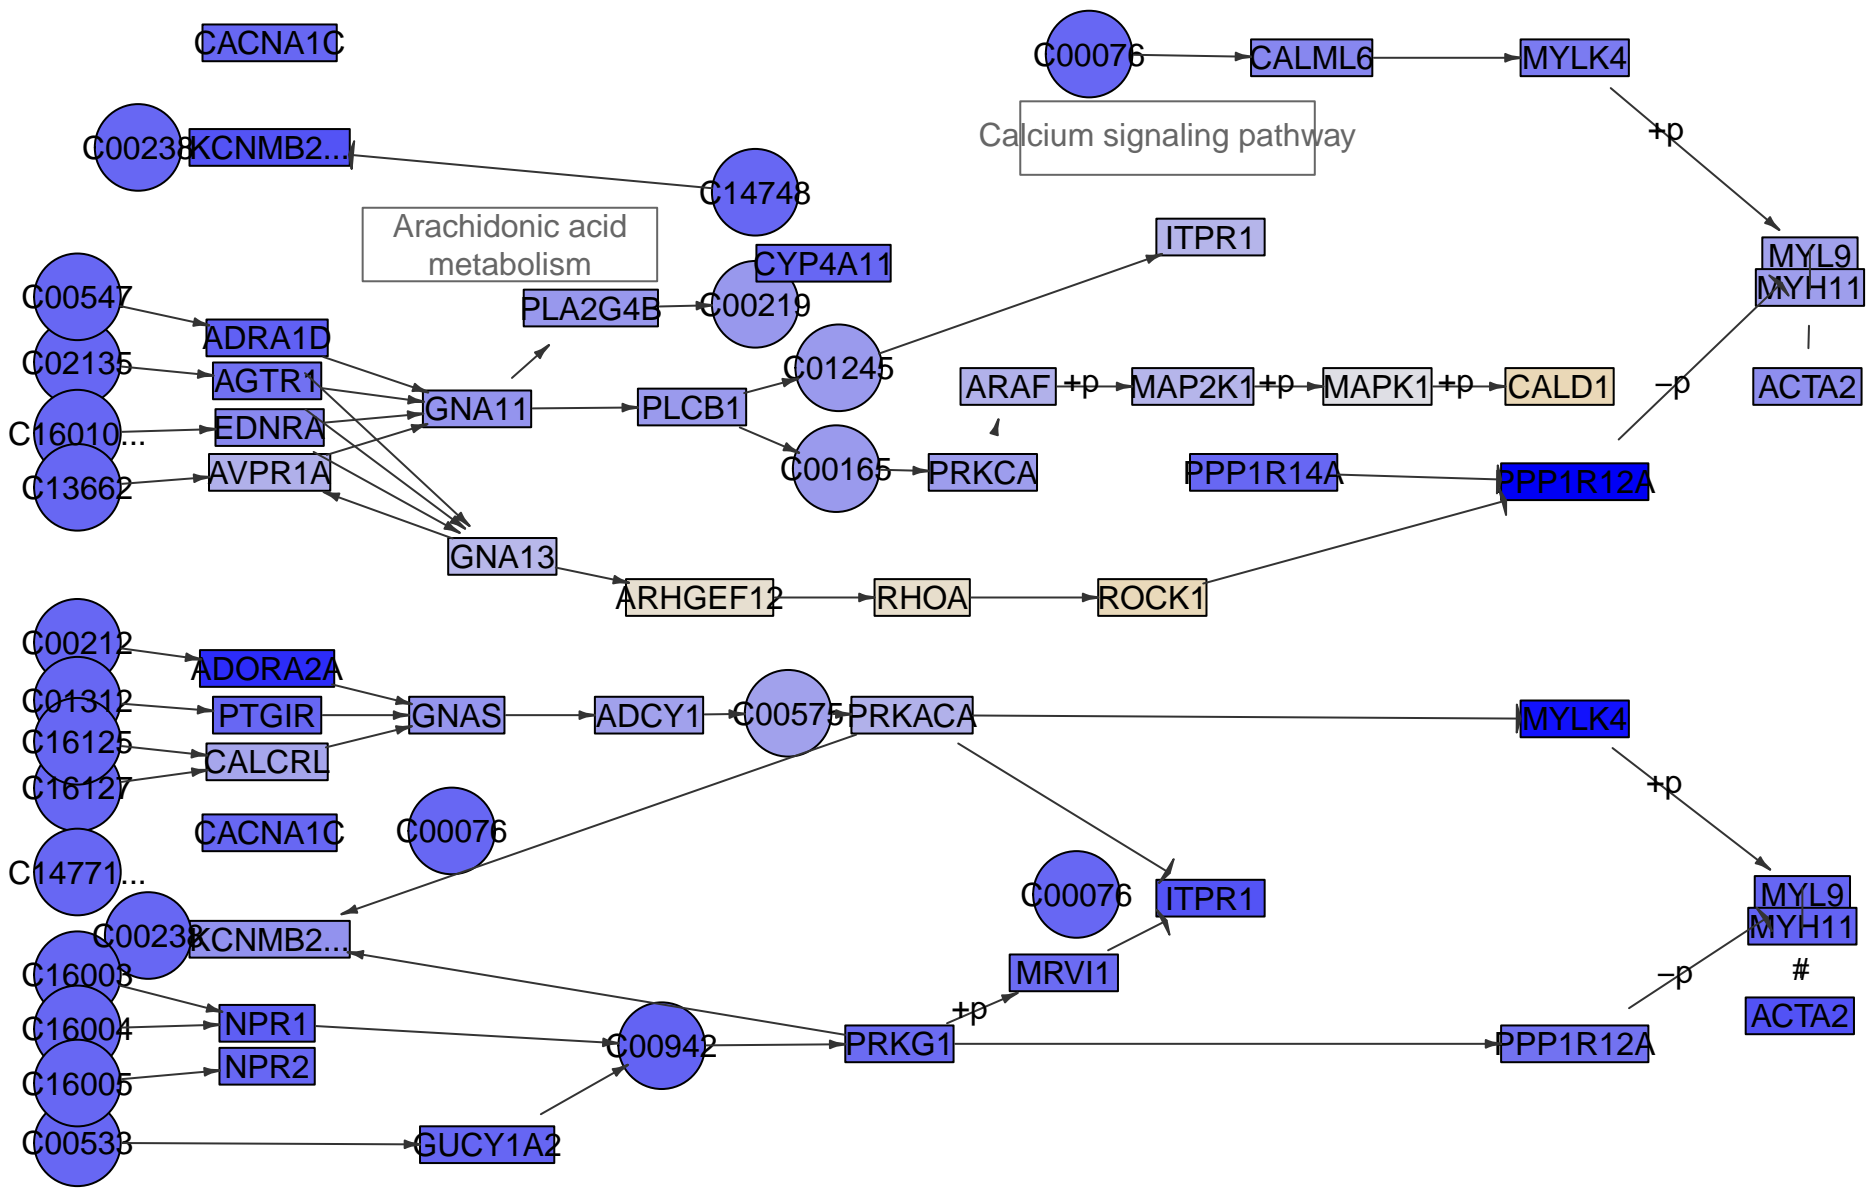 CACNA1C
C00076
CALML6
MYLK4
Calcium signaling pathway
+p
C00238
KCNMB2...
C14748
Arachidonic acid
metabolism
ITPR1
CYP4A11
MYL9
MYH11
C00547
PLA2G4B
C00219
ADRA1D
C02135
AGTR1
C01245
ARAF
+p
MAP2K1
+p
MAPK1
+p
CALD1
–p
ACTA2
GNA11
PLCB1
C16010...
EDNRA
C13662
AVPR1A
C00165
PRKCA
PPP1R14A
PPP1R12A
GNA13
ARHGEF12
RHOA
ROCK1
C00212
ADORA2A
C01312
PTGIR
GNAS
ADCY1
C00575
PRKACA
MYLK4
C16125
CALCRL
C16127
+p
CACNA1C
C00076
C14771...
C00076
ITPR1
MYL9
MYH11
C00238
KCNMB2...
C16003
MRVI1
–p
#
+p
C16004
NPR1
ACTA2
C00942
PRKG1
PPP1R12A
NPR2
C16005
C00533
GUCY1A2